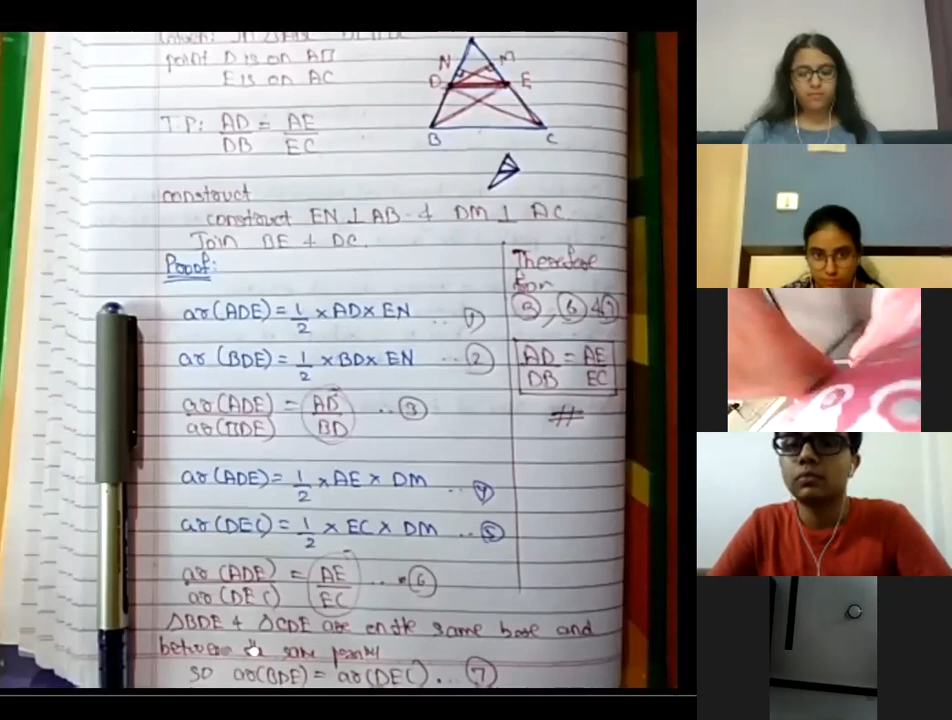 point D is on AB
E is on AC
T.P: AD/DB = AE/EC
N M
D E
B C
construct
construct EN ⊥ AB & DM ⊥ AC
Join BE & DC.
Proof:
ar(ADE) = 1/2 × AD × EN ...①
ar(BDE) = 1/2 × BD × EN ...②
ar(ADE)/ar(BDE) = AD/BD ...③
ar(ADE) = 1/2 × AE × DM ...④
ar(DEC) = 1/2 × EC × DM ...⑤
ar(ADE)/ar(DEC) = AE/EC ...⑥
ΔBDE & ΔCDE are on the same base and
between same
so ar(BDE) = ar(DEC)...⑦
Therefore
from
③, ⑥ & ⑦
AD/DB = AE/EC
#